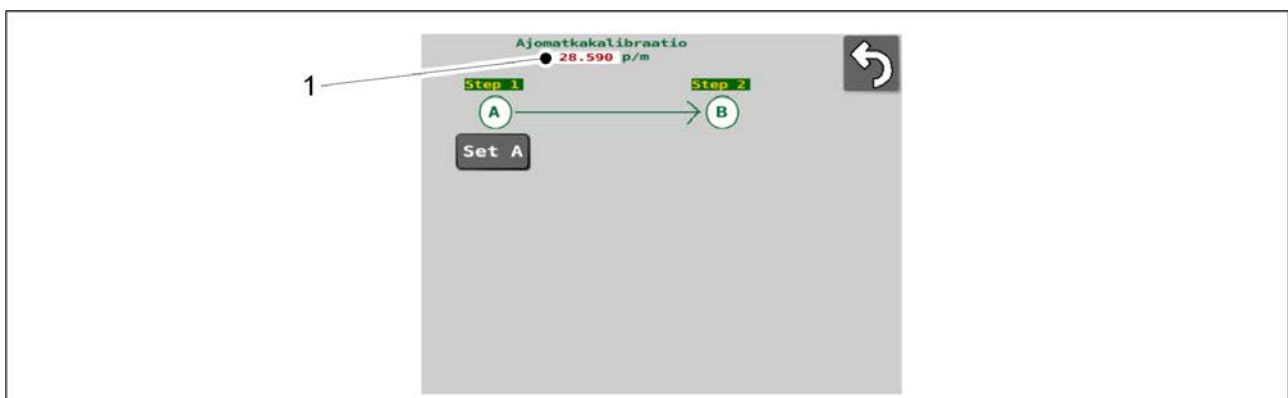 Ajomatkakalibraatio
28.590 p/m
1
Step 1 Step 2
A B
Set A